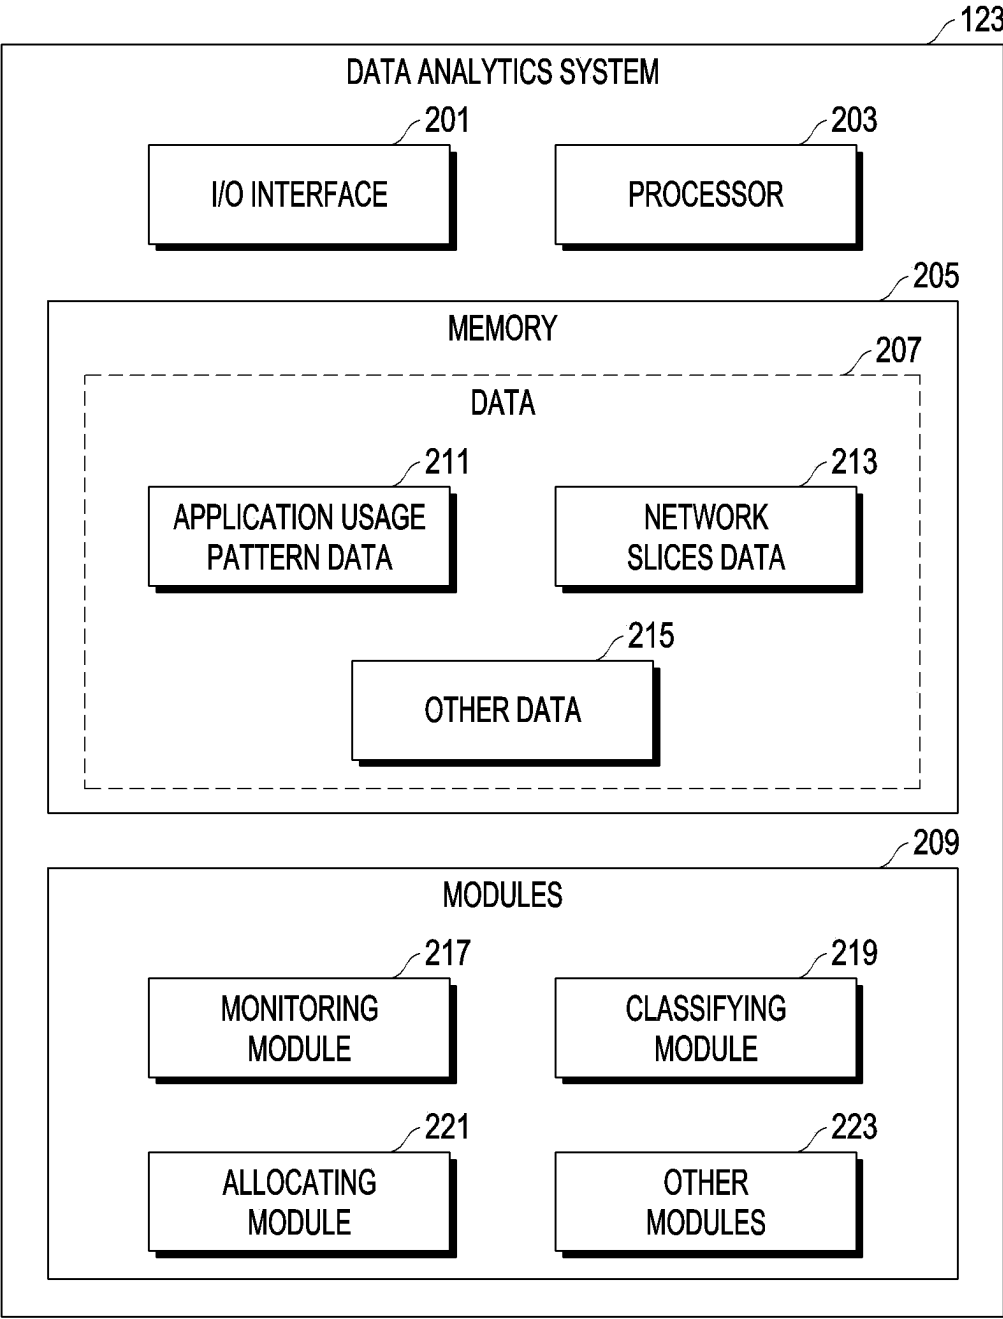 123
DATA ANALYTICS SYSTEM
201
203
I/O INTERFACE
PROCESSOR
205
MEMORY
207
DATA
211
213
APPLICATION USAGE
PATTERN DATA
NETWORK
SLICES DATA
215
OTHER DATA
209
MODULES
217
219
MONITORING
MODULE
CLASSIFYING
MODULE
221
223
ALLOCATING
MODULE
OTHER
MODULES